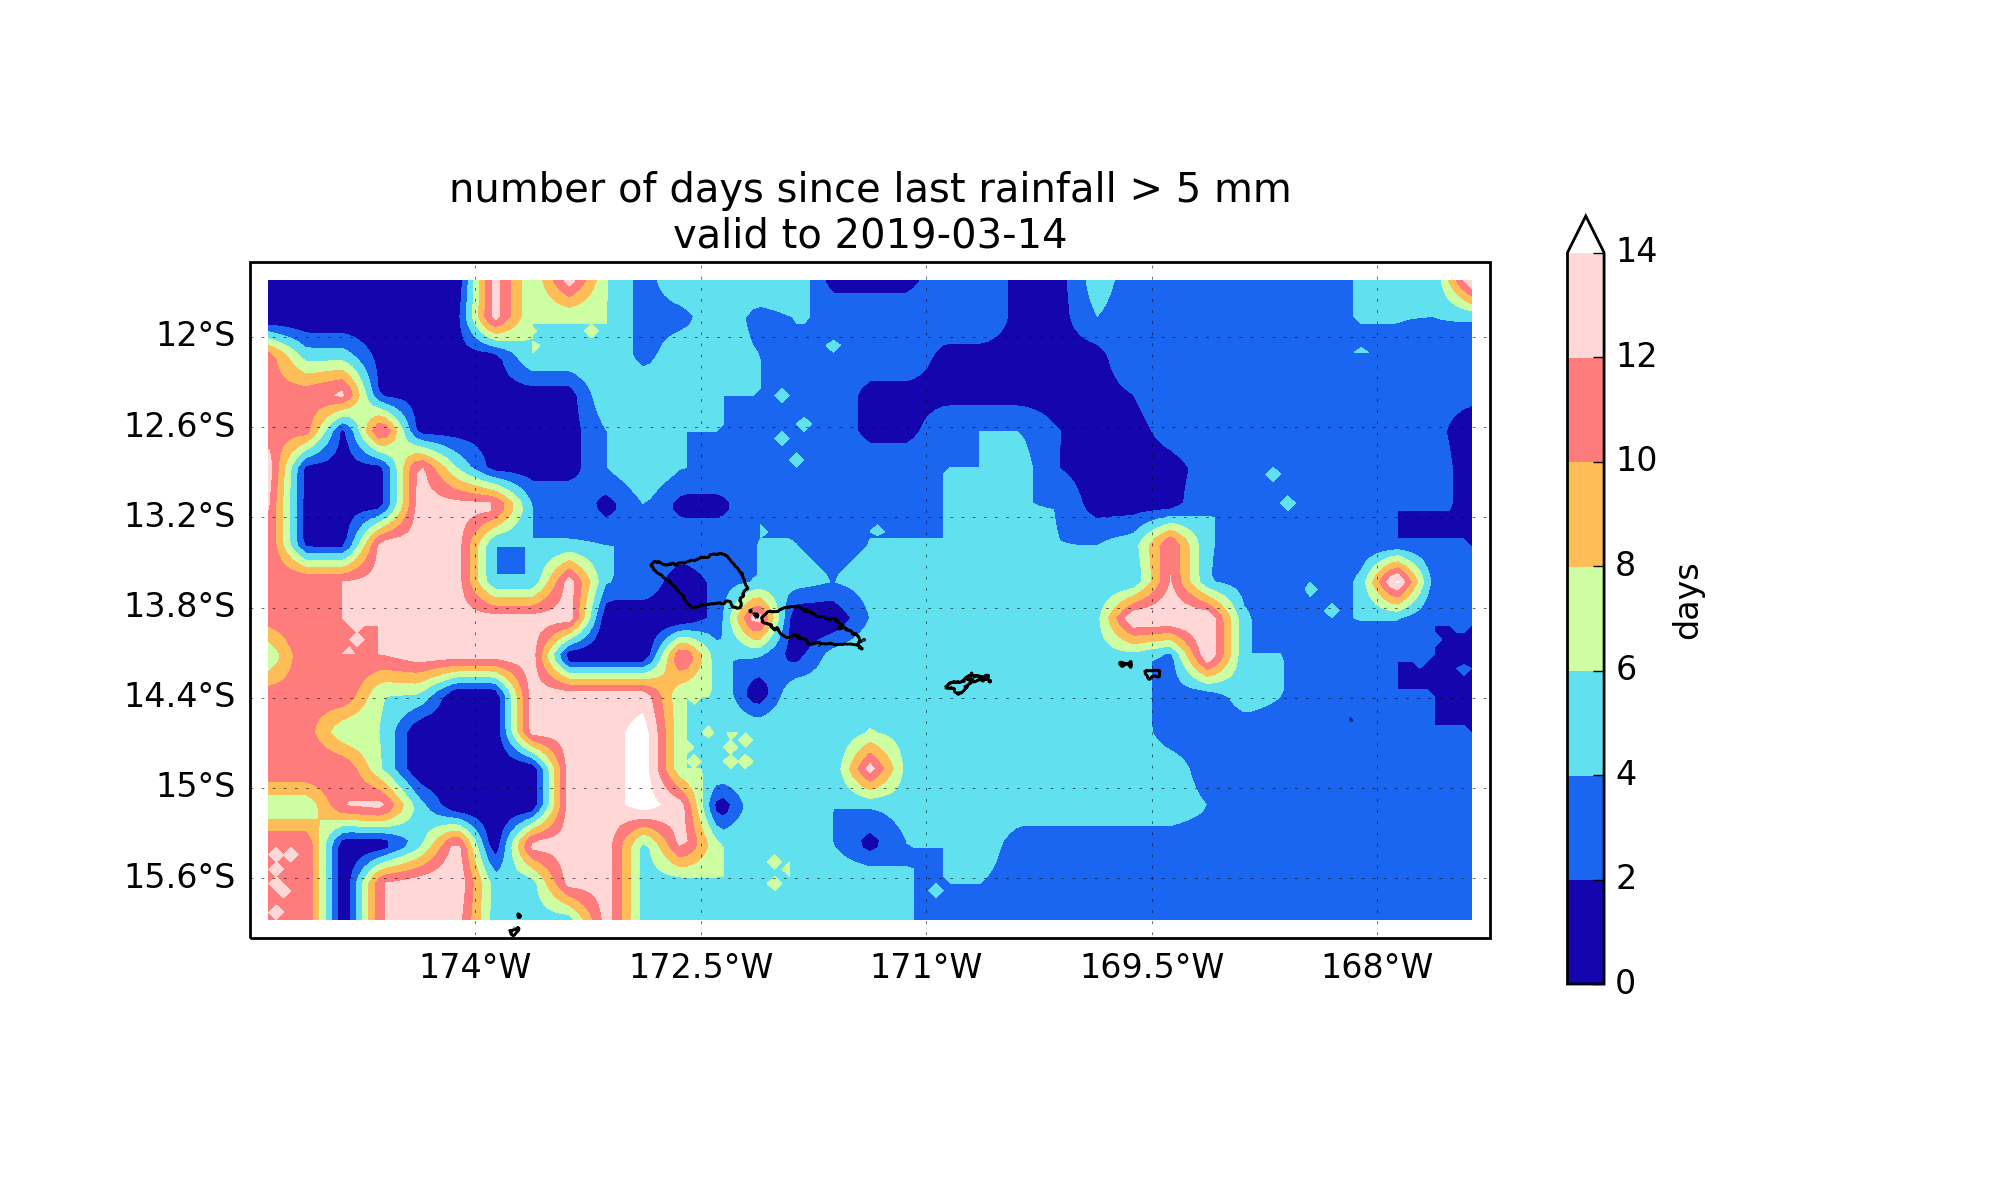 number of days since last rainfall > 5 mm
valid to 2019-03-14
12°S
12.6°S
13.2°S
13.8°S
14.4°S
15°S
15.6°S
174°W
172.5°W
171°W
169.5°W
168°W
14
12
10
8
6
4
2
0
days